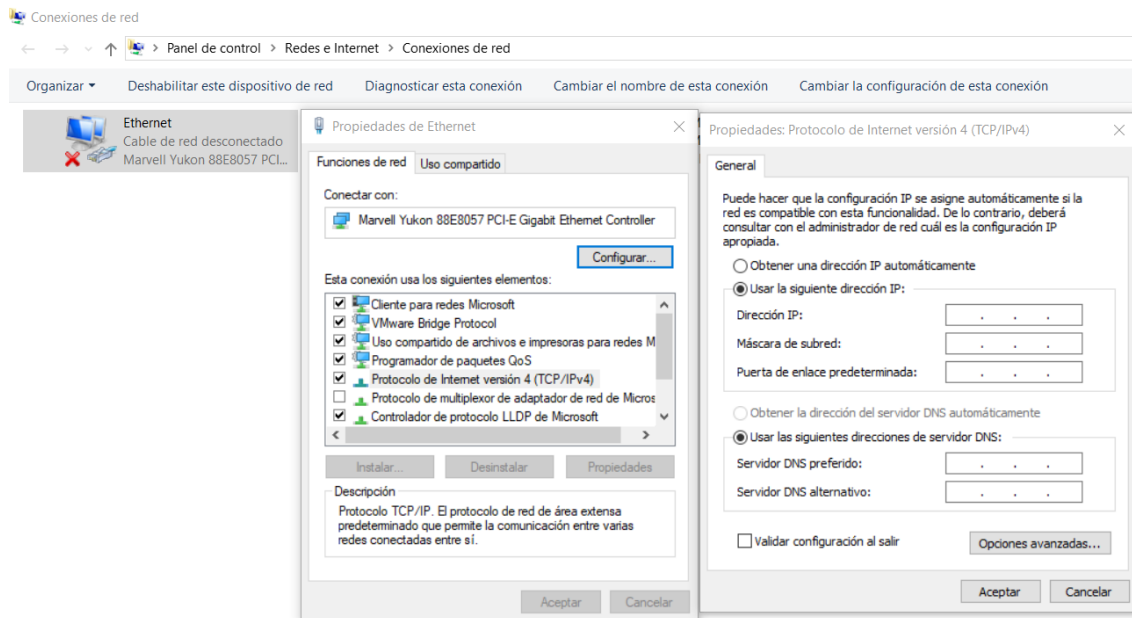 Conexiones de red
Panel de control > Redes e Internet > Conexiones de red
Organizar
Deshabilitar este dispositivo de red
Diagnosticar esta conexión
Cambiar el nombre de esta conexión
Cambiar la configuración de esta conexión
Ethernet
Cable de red desconectado
Marvell Yukon 88E8057 PCI...
Propiedades de Ethernet
Funciones de red
Uso compartido
Conectar con:
Marvell Yukon 88E8057 PCI-E Gigabit Ethernet Controller
Configurar...
Esta conexión usa los siguientes elementos:
Cliente para redes Microsoft
VMware Bridge Protocol
Uso compartido de archivos e impresoras para redes M
Programador de paquetes QoS
Protocolo de Internet versión 4 (TCP/IPv4)
Protocolo de multiplexor de adaptador de red de Micros
Controlador de protocolo LLDP de Microsoft
Instalar...
Desinstalar
Propiedades
Descripción
Protocolo TCP/IP. El protocolo de red de área extensa
predeterminado que permite la comunicación entre varias
redes conectadas entre sí.
Aceptar
Cancelar
Propiedades: Protocolo de Internet versión 4 (TCP/IPv4)
General
Puede hacer que la configuración IP se asigne automáticamente si la
red es compatible con esta funcionalidad. De lo contrario, deberá
consultar con el administrador de red cuál es la configuración IP
apropiada.
Obtener una dirección IP automáticamente
Usar la siguiente dirección IP:
Dirección IP:
Máscara de subred:
Puerta de enlace predeterminada:
Obtener la dirección del servidor DNS automáticamente
Usar las siguientes direcciones de servidor DNS:
Servidor DNS preferido:
Servidor DNS alternativo:
Validar configuración al salir
Opciones avanzadas...
Aceptar
Cancelar